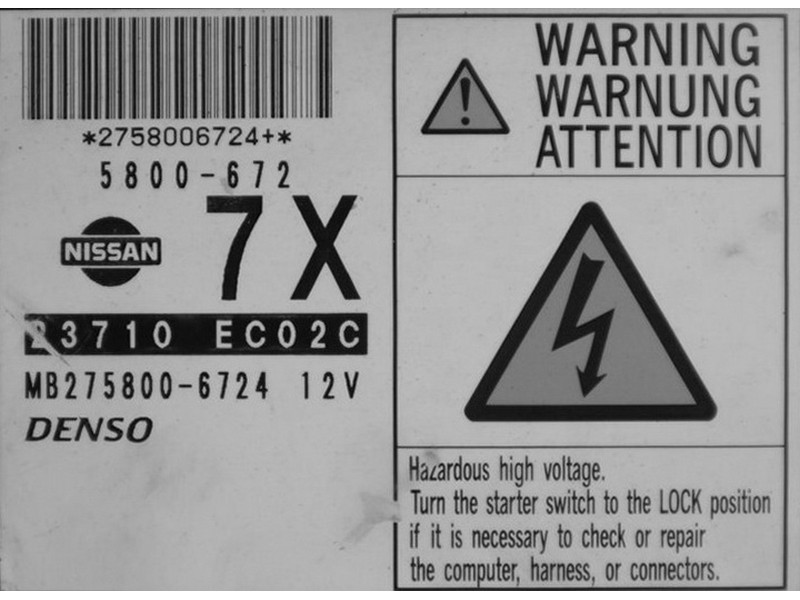 *2758006724+*
5800-672
NISSAN
7X
23710 EC02C
MB275800-6724 12V
DENSO
WARNING
WARNUNG
ATTENTION
Hazardous high voltage.
Turn the starter switch to the LOCK position
if it is necessary to check or repair
the computer, harness, or connectors.